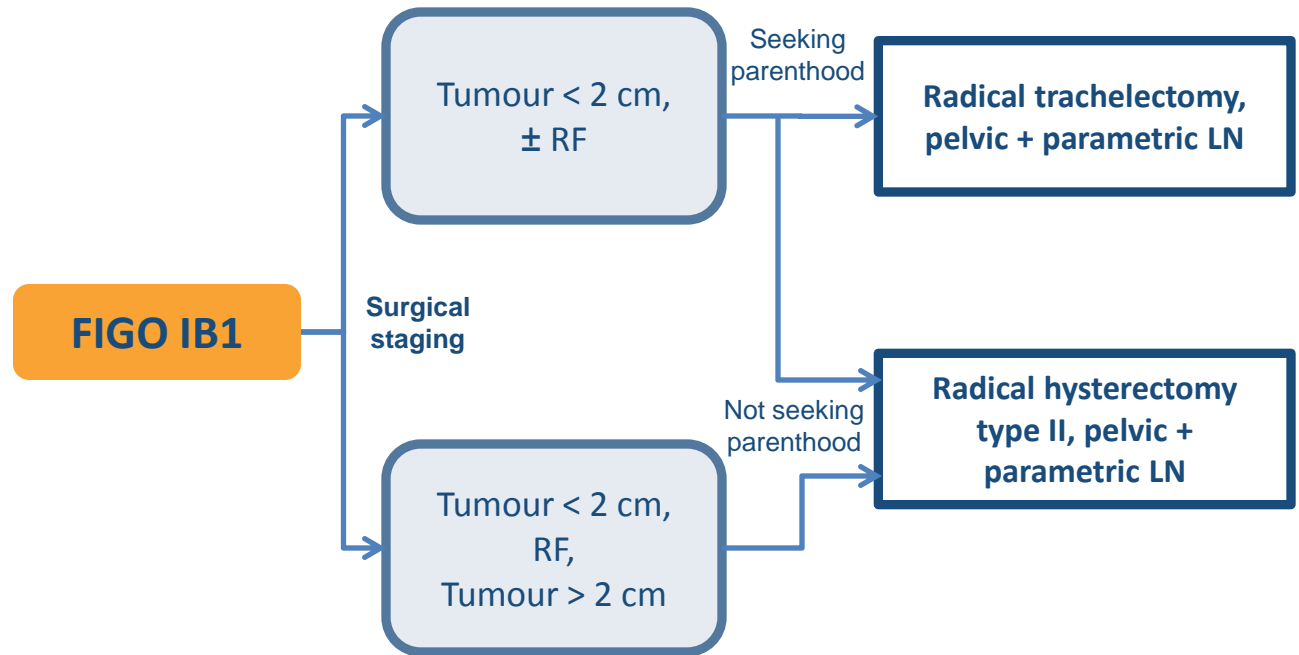 FIGO IB1
Surgical
staging
Tumour < 2 cm,
± RF
Seeking
parenthood
Radical trachelectomy,
pelvic + parametric LN
Tumour < 2 cm,
RF,
Tumour > 2 cm
Not seeking
parenthood
Radical hysterectomy
type II, pelvic +
parametric LN